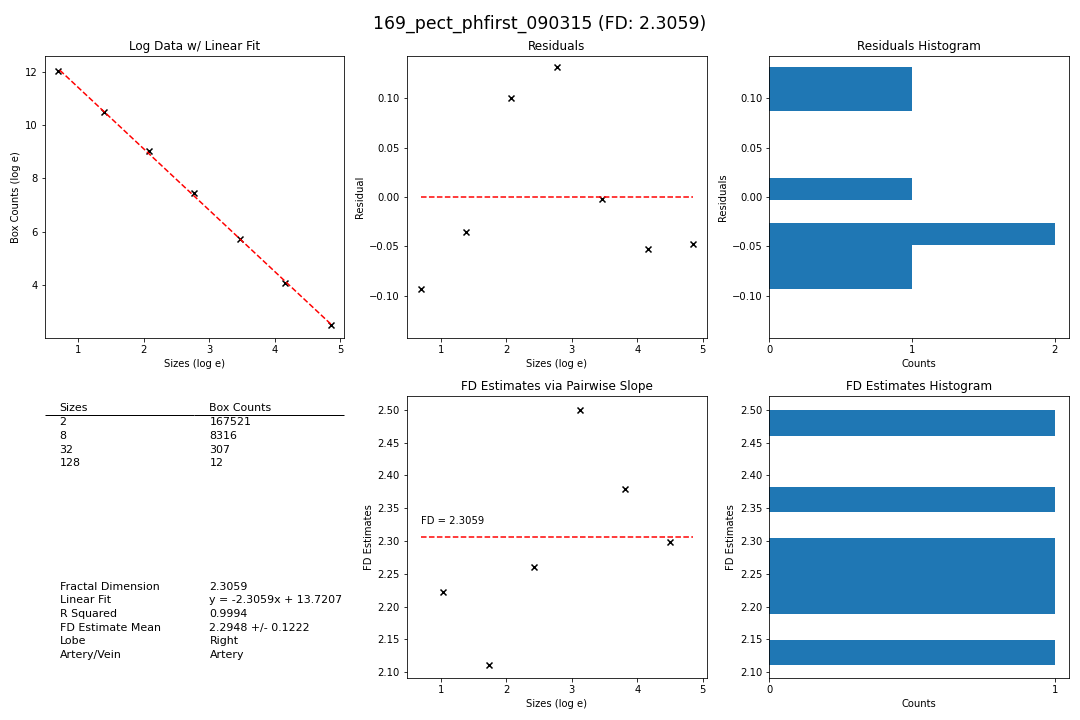 169_pect_phfirst_090315 (FD: 2.3059)
Log Data w/ Linear Fit
12
10
8
6
4
Box Counts (log e)
1 2 3 4 5
Sizes (log e)
Residuals
0.10
0.05
0.00
−0.05
−0.10
Residual
1 2 3 4 5
Sizes (log e)
Residuals Histogram
0.10
0.05
0.00
−0.05
−0.10
Residuals
0 1 2
Counts
Sizes Box Counts
2 167521
8 8316
32 307
128 12
Fractal Dimension 2.3059
Linear Fit y = -2.3059x + 13.7207
R Squared 0.9994
FD Estimate Mean 2.2948 +/- 0.1222
Lobe Right
Artery/Vein Artery
FD Estimates via Pairwise Slope
2.50
2.45
2.40
2.35
2.30
2.25
2.20
2.15
2.10
FD Estimates
FD = 2.3059
1 2 3 4 5
Sizes (log e)
FD Estimates Histogram
2.50
2.45
2.40
2.35
2.30
2.25
2.20
2.15
2.10
FD Estimates
0 1
Counts